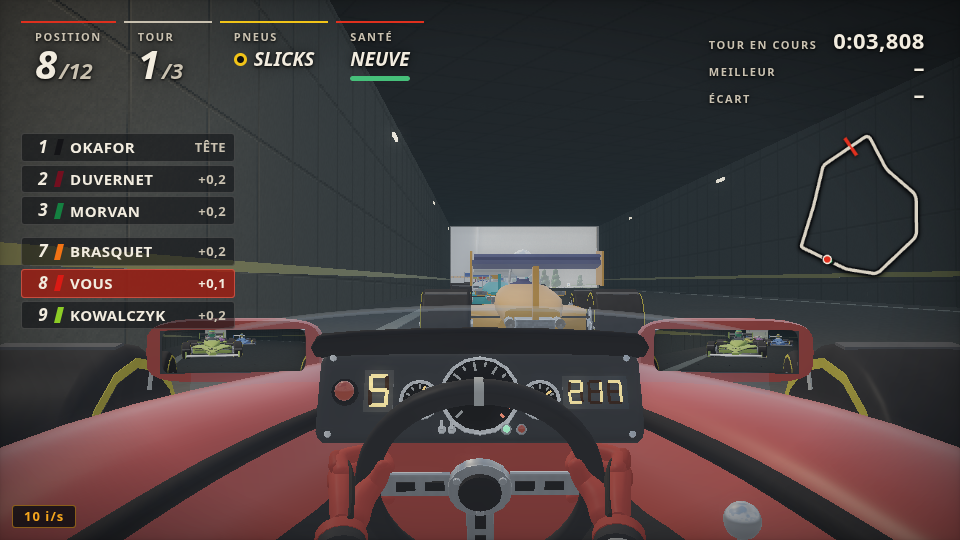 POSITION TOUR PNEUS SANTÉ
8/12 1/3 SLICKS NEUVE
TOUR EN COURS 0:03,808
MEILLEUR –
ÉCART –
1 OKAFOR TÊTE
2 DUVERNET +0,2
3 MORVAN +0,2
7 BRASQUET +0,2
8 VOUS +0,1
9 KOWALCZYK +0,2
5 217
10 i/s